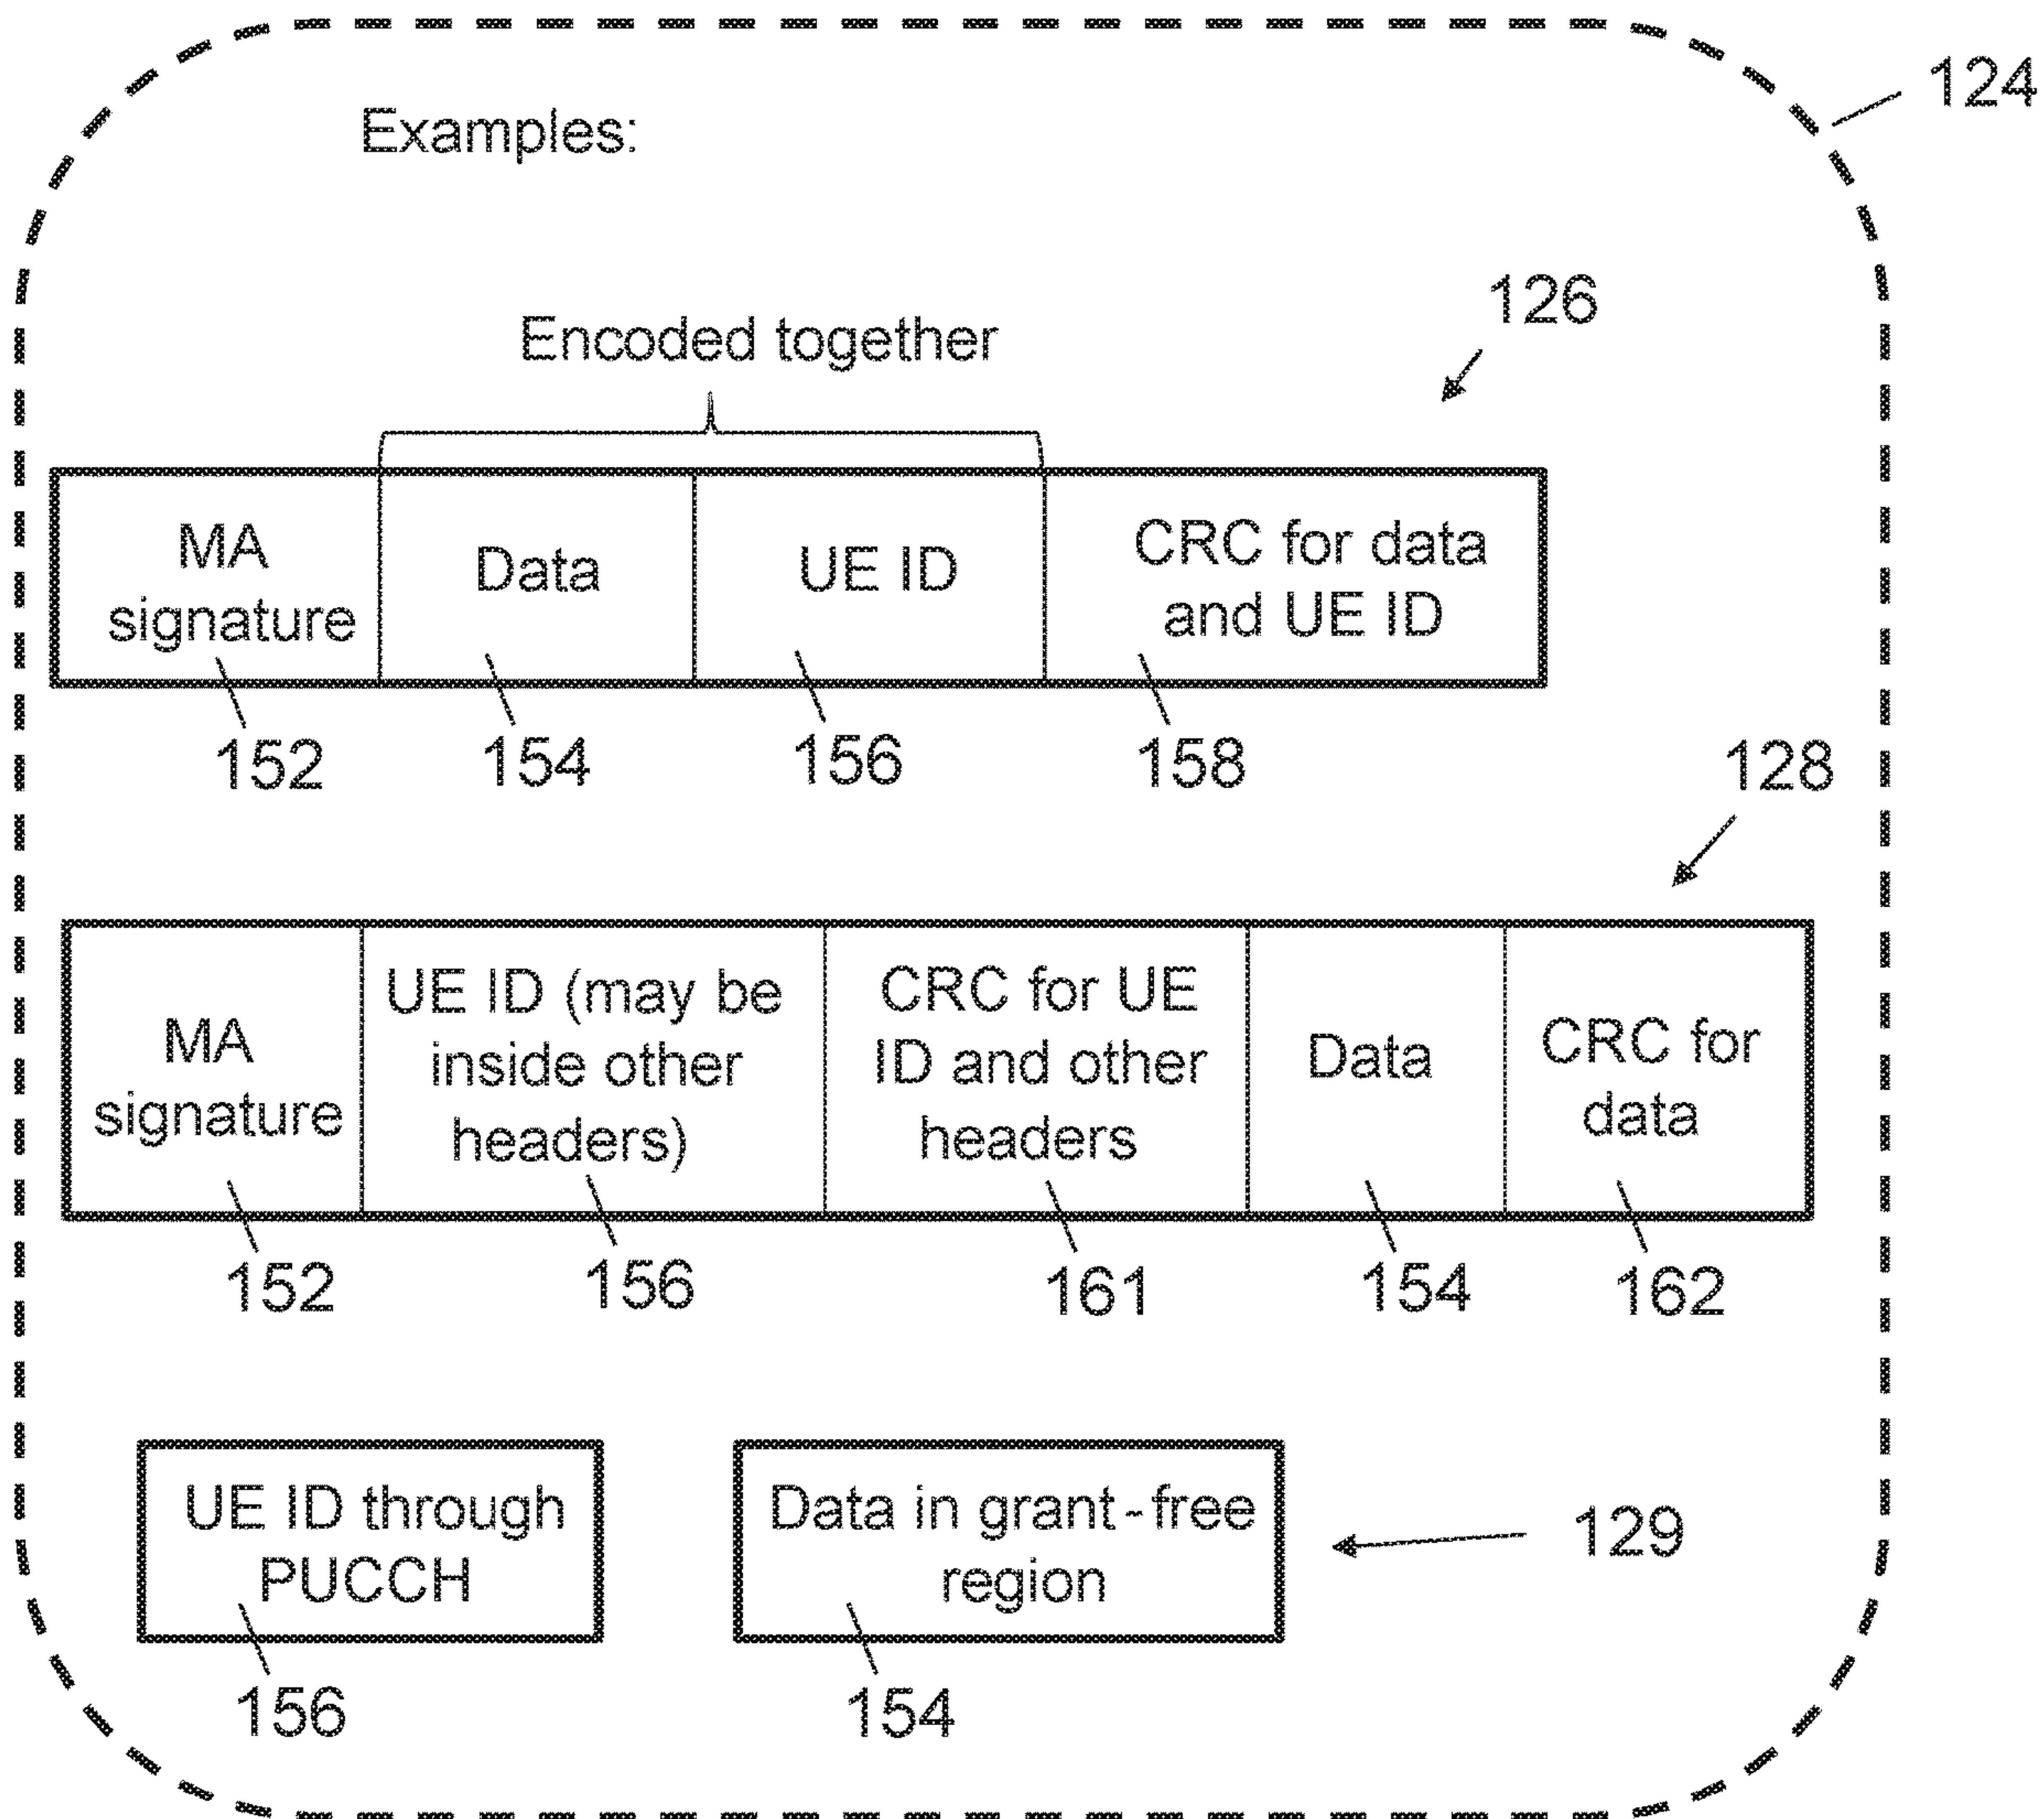 124
Examples:
126
Encoded together
MA
signature
Data
UE ID
CRC for data
and UE ID
152
154
156
158
128
MA
signature
UE ID (may be
inside other
headers)
CRC for UE
ID and other
headers
Data
CRC for
data
152
156
161
154
162
UE ID through
PUCCH
Data in grant-free
region
129
156
154